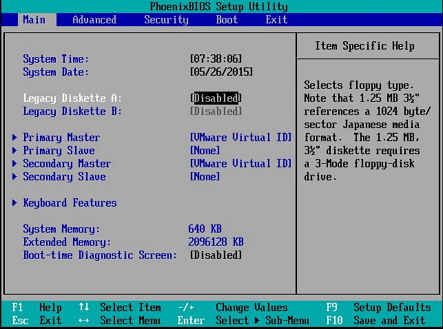 PhoenixBIOS Setup Utility
Main Advanced Security Boot Exit
Item Specific Help
System Time: [07:38:06]
System Date: [05/26/2015]
Selects floppy type.
Legacy Diskette A: [Disabled] Note that 1.25 MB 3½"
Legacy Diskette B: [Disabled] references a 1024 byte/
sector Japanese media
Primary Master [VMware Virtual ID] format. The 1.25 MB,
Primary Slave [None] 3½" diskette requires
Secondary Master [VMware Virtual ID] a 3-Mode floppy-disk
Secondary Slave [None] drive.
Keyboard Features
System Memory: 640 KB
Extended Memory: 2096128 KB
Boot-time Diagnostic Screen: [Disabled]
F1 Help ↑↓ Select Item -/+ Change Values F9 Setup Defaults
Esc Exit ↔ Select Menu Enter Select ▶ Sub-Menu F10 Save and Exit